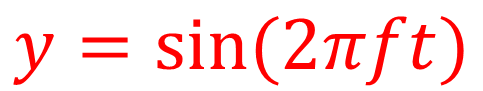 y = sin(2πft)